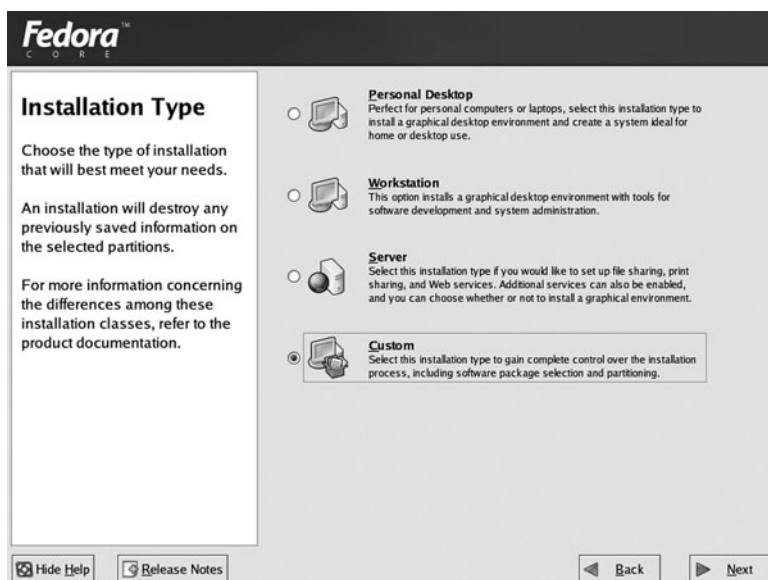 Fedora™
CORE
Installation Type
Choose the type of installation
that will best meet your needs.
An installation will destroy any
previously saved information on
the selected partitions.
For more information concerning
the differences among these
installation classes, refer to the
product documentation.
Personal Desktop
Perfect for personal computers or laptops, select this installation type to
install a graphical desktop environment and create a system ideal for
home or desktop use.
Workstation
This option installs a graphical desktop environment with tools for
software development and system administration.
Server
Select this installation type if you would like to set up file sharing, print
sharing, and Web services. Additional services can also be enabled,
and you can choose whether or not to install a graphical environment.
Custom
Select this installation type to gain complete control over the installation
process, including software package selection and partitioning.
Hide Help
Release Notes
Back
Next